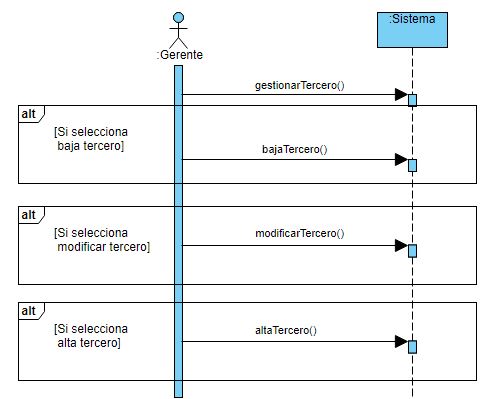 :Sistema
:Gerente
gestionarTercero()
alt
[Si selecciona
baja tercero]
bajaTercero()
alt
[Si selecciona
modificar tercero]
modificarTercero()
alt
[Si selecciona
alta tercero]
altaTercero()